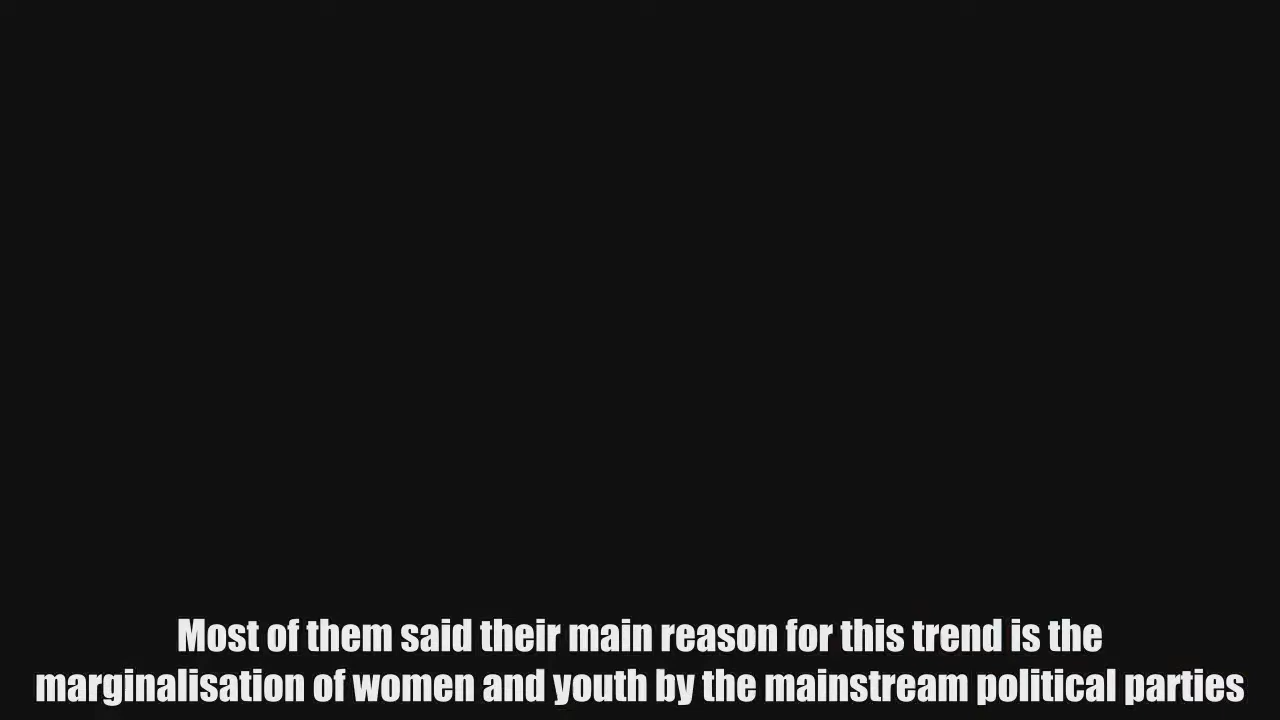 Most of them said their main reason for this trend is the
marginalisation of women and youth by the mainstream political parties